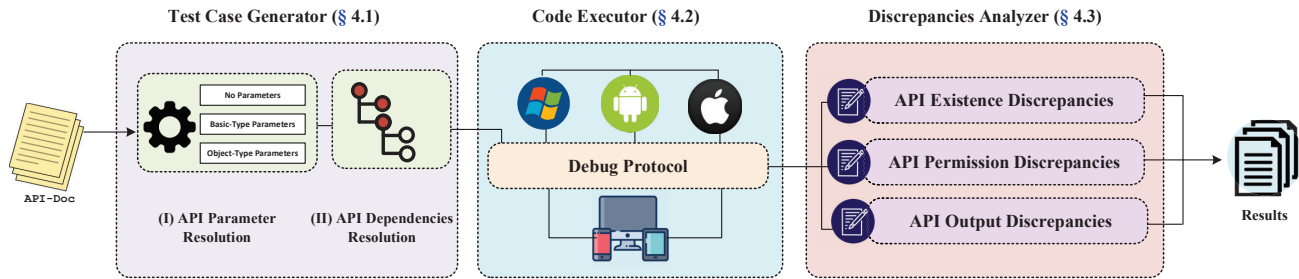 Test Case Generator (§ 4.1)
Code Executor (§ 4.2)
Discrepancies Analyzer (§ 4.3)
API-Doc
No Parameters
Basic-Type Parameters
Object-Type Parameters
(I) API Parameter
Resolution
(II) API Dependencies
Resolution
Debug Protocol
API Existence Discrepancies
API Permission Discrepancies
API Output Discrepancies
Results